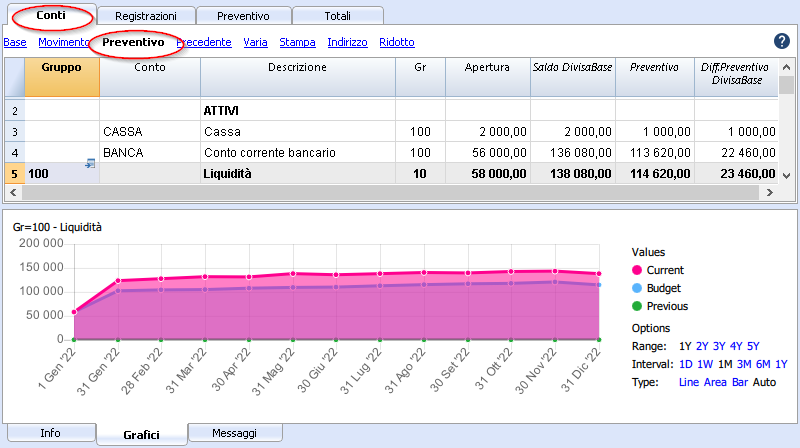 Conti Registrazioni Preventivo Totali
Base Movimento Preventivo Precedente Varia Stampa Indirizzo Ridotto ?
Gruppo Conto Descrizione Gr Apertura Saldo DivisaBase Preventivo Diff.Preventivo DivisaBase
2 ATTIVI
3 CASSA Cassa 100 2 000,00 2 000,00 1 000,00 1 000,00
4 BANCA Conto corrente bancario 100 56 000,00 136 080,00 113 620,00 22 460,00
5 100 Liquidità 10 58 000,00 138 080,00 114 620,00 23 460,00
Gr=100 - Liquidità
200 000
150 000
100 000
50 000
0
1 Gen '22 31 Gen '22 28 Feb '22 31 Mar '22 30 Apr '22 31 Mag '22 30 Giu '22 31 Lug '22 31 Ago '22 30 Set '22 31 Ott '22 30 Nov '22 31 Dic '22
Values
Current
Budget
Previous
Options
Range: 1Y 2Y 3Y 4Y 5Y
Interval: 1D 1W 1M 3M 6M 1Y
Type: Line Area Bar Auto
Info Grafici Messaggi